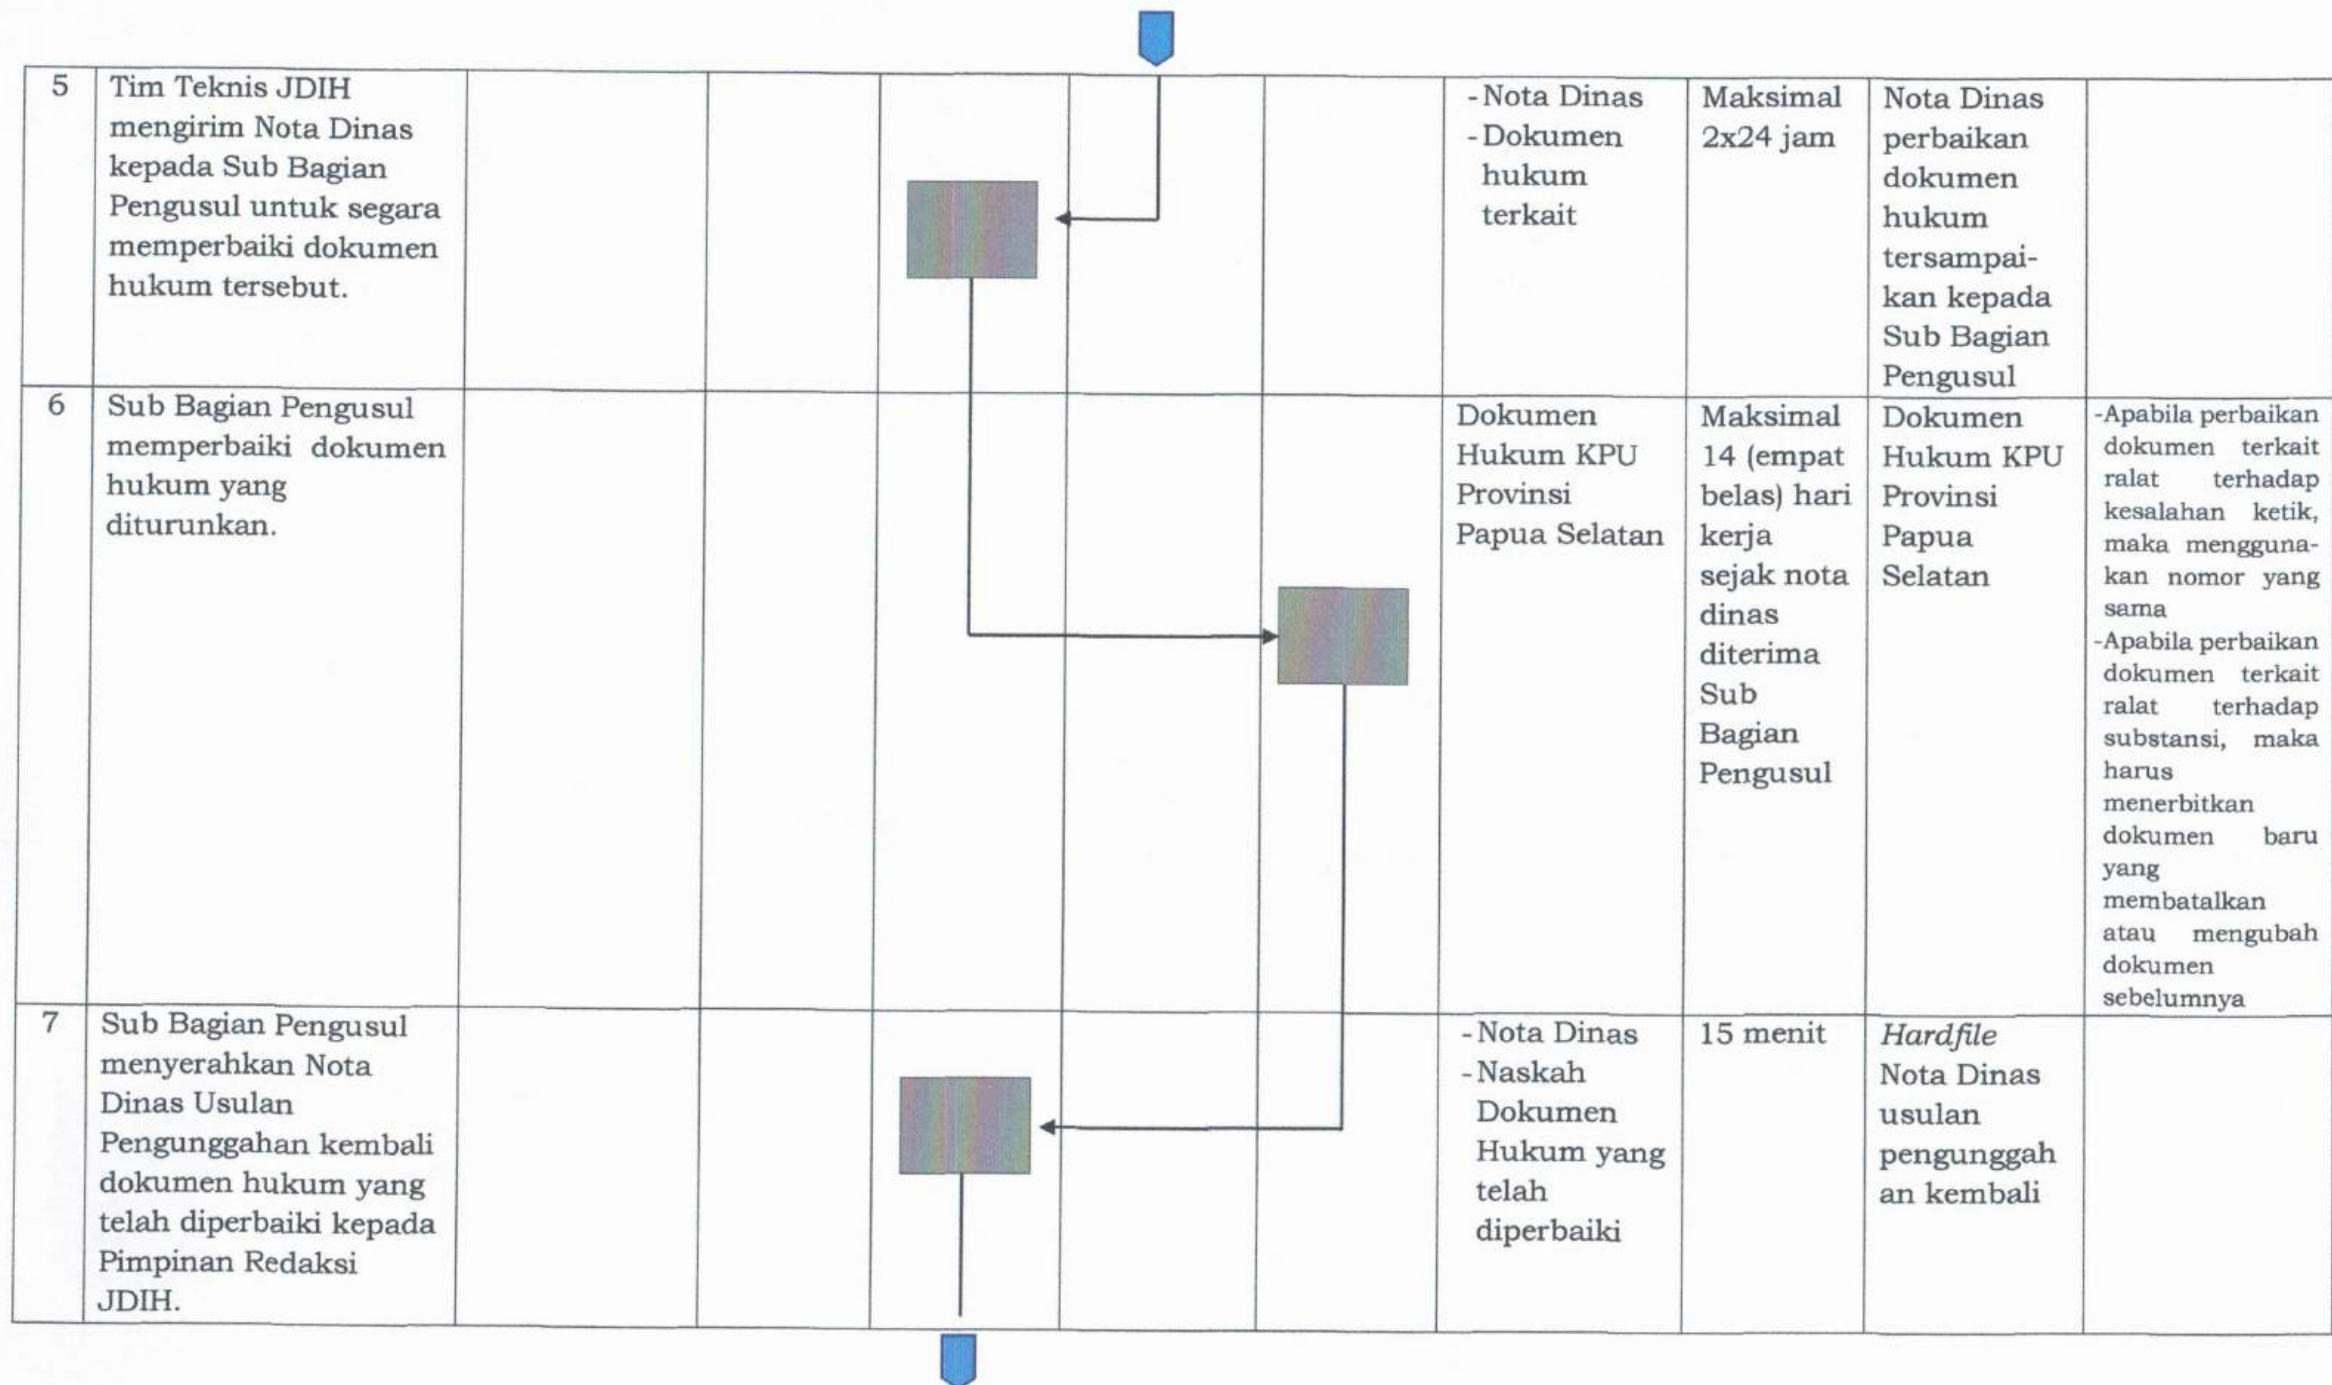 5
Tim Teknis JDIH
mengirim Nota Dinas
kepada Sub Bagian
Pengusul untuk segara
memperbaiki dokumen
hukum tersebut.
-Nota Dinas
-Dokumen
hukum
terkait
Maksimal
2x24 jam
Nota Dinas
perbaikan
dokumen
hukum
tersampai-
kan kepada
Sub Bagian
Pengusul
6
Sub Bagian Pengusul
memperbaiki dokumen
hukum yang
diturunkan.
Dokumen
Hukum KPU
Provinsi
Papua Selatan
Maksimal
14 (empat
belas) hari
kerja
sejak nota
dinas
diterima
Sub
Bagian
Pengusul
Dokumen
Hukum KPU
Provinsi
Papua
Selatan
-Apabila perbaikan
dokumen terkait
ralat terhadap
kesalahan ketik,
maka mengguna-
kan nomor yang
sama
-Apabila perbaikan
dokumen terkait
ralat terhadap
substansi, maka
harus
menerbitkan
dokumen baru
yang
membatalkan
atau mengubah
dokumen
sebelumnya
7
Sub Bagian Pengusul
menyerahkan Nota
Dinas Usulan
Pengunggahan kembali
dokumen hukum yang
telah diperbaiki kepada
Pimpinan Redaksi
JDIH.
-Nota Dinas
-Naskah
Dokumen
Hukum yang
telah
diperbaiki
15 menit
Hardfile
Nota Dinas
usulan
pengunggah
an kembali